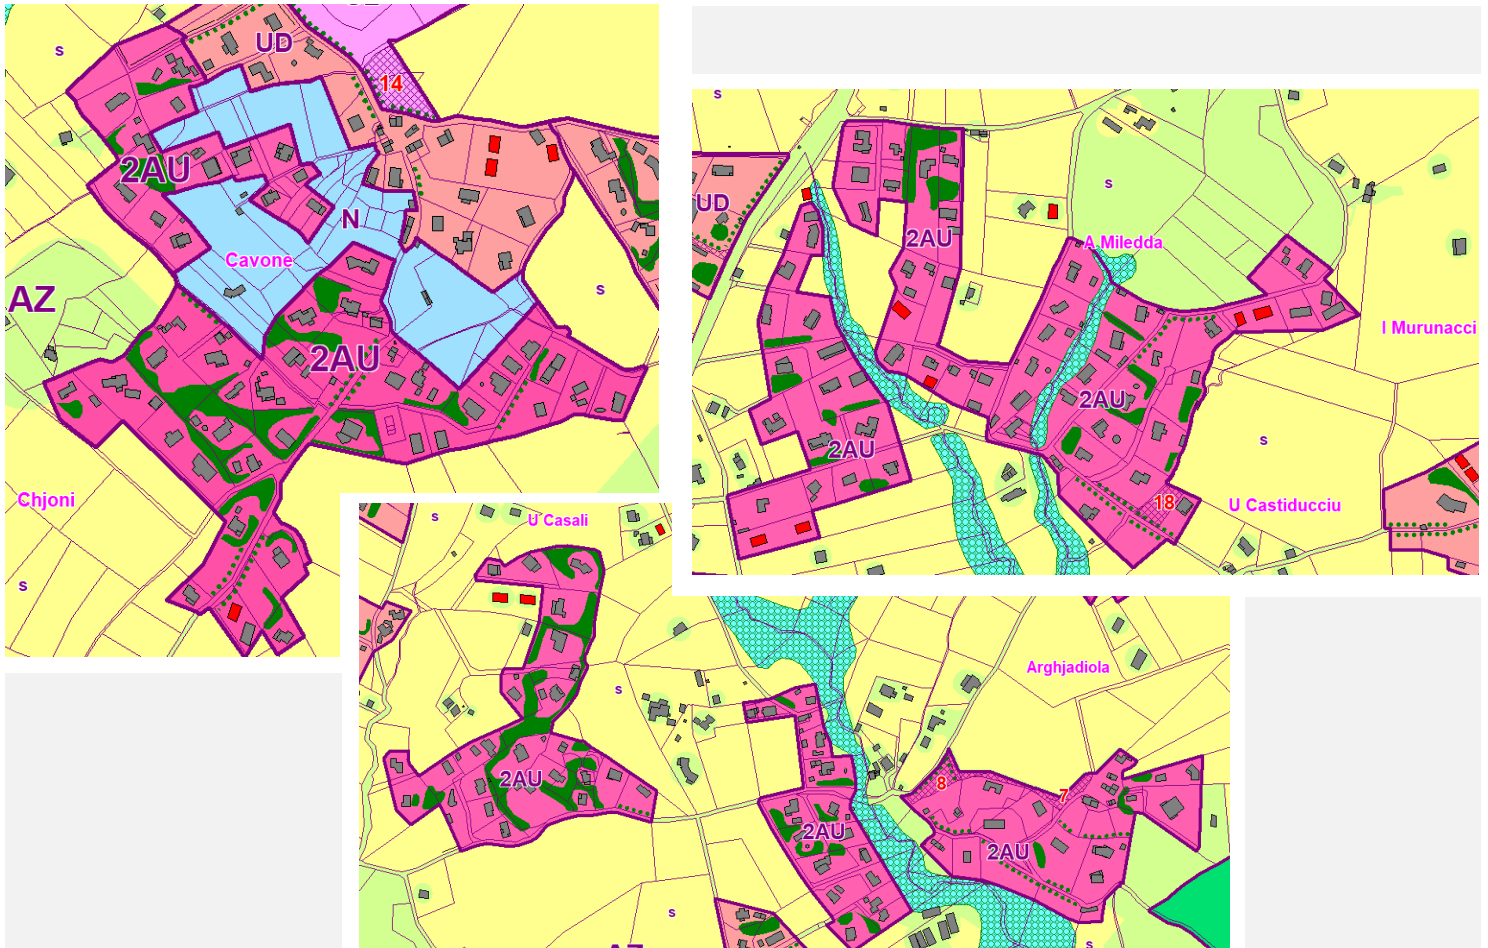 s
UD
14
2AU
N
Cavone
AZ
s
2AU
Chjoni
s
s
UD
s
2AU
A Miledda
I Murunacci
2AU
s
2AU
18
U Castiducciu
s
U Casali
s
Arghjadiola
2AU
8
7
2AU
2AU
s
s